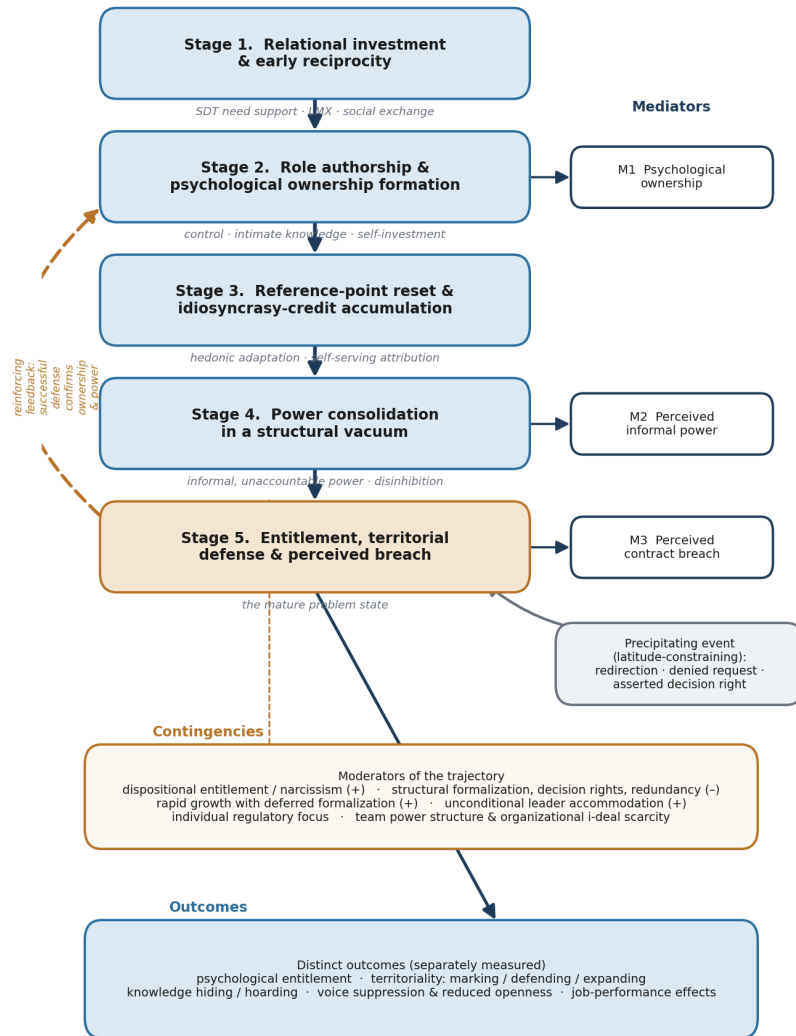 Stage 1.  Relational investment
& early reciprocity
SDT need support · LMX · social exchange
Mediators
Stage 2.  Role authorship &
psychological ownership formation
M1  Psychological
ownership
control · intimate knowledge · self-investment
Stage 3.  Reference-point reset &
idiosyncrasy-credit accumulation
hedonic adaptation · self-serving attribution
reinforcing
feedback:
successful
defense
confirms
ownership
& power
Stage 4.  Power consolidation
in a structural vacuum
M2  Perceived
informal power
informal, unaccountable power · disinhibition
Stage 5.  Entitlement, territorial
defense & perceived breach
M3  Perceived
contract breach
the mature problem state
Precipitating event
(latitude-constraining):
redirection · denied request ·
asserted decision right
Contingencies
Moderators of the trajectory
dispositional entitlement / narcissism (+)   ·   structural formalization, decision rights, redundancy (–)
rapid growth with deferred formalization (+)   ·   unconditional leader accommodation (+)
individual regulatory focus   ·   team power structure & organizational i-deal scarcity
Outcomes
Distinct outcomes (separately measured)
psychological entitlement  ·  territoriality: marking / defending / expanding
knowledge hiding / hoarding  ·  voice suppression & reduced openness  ·  job-performance effects